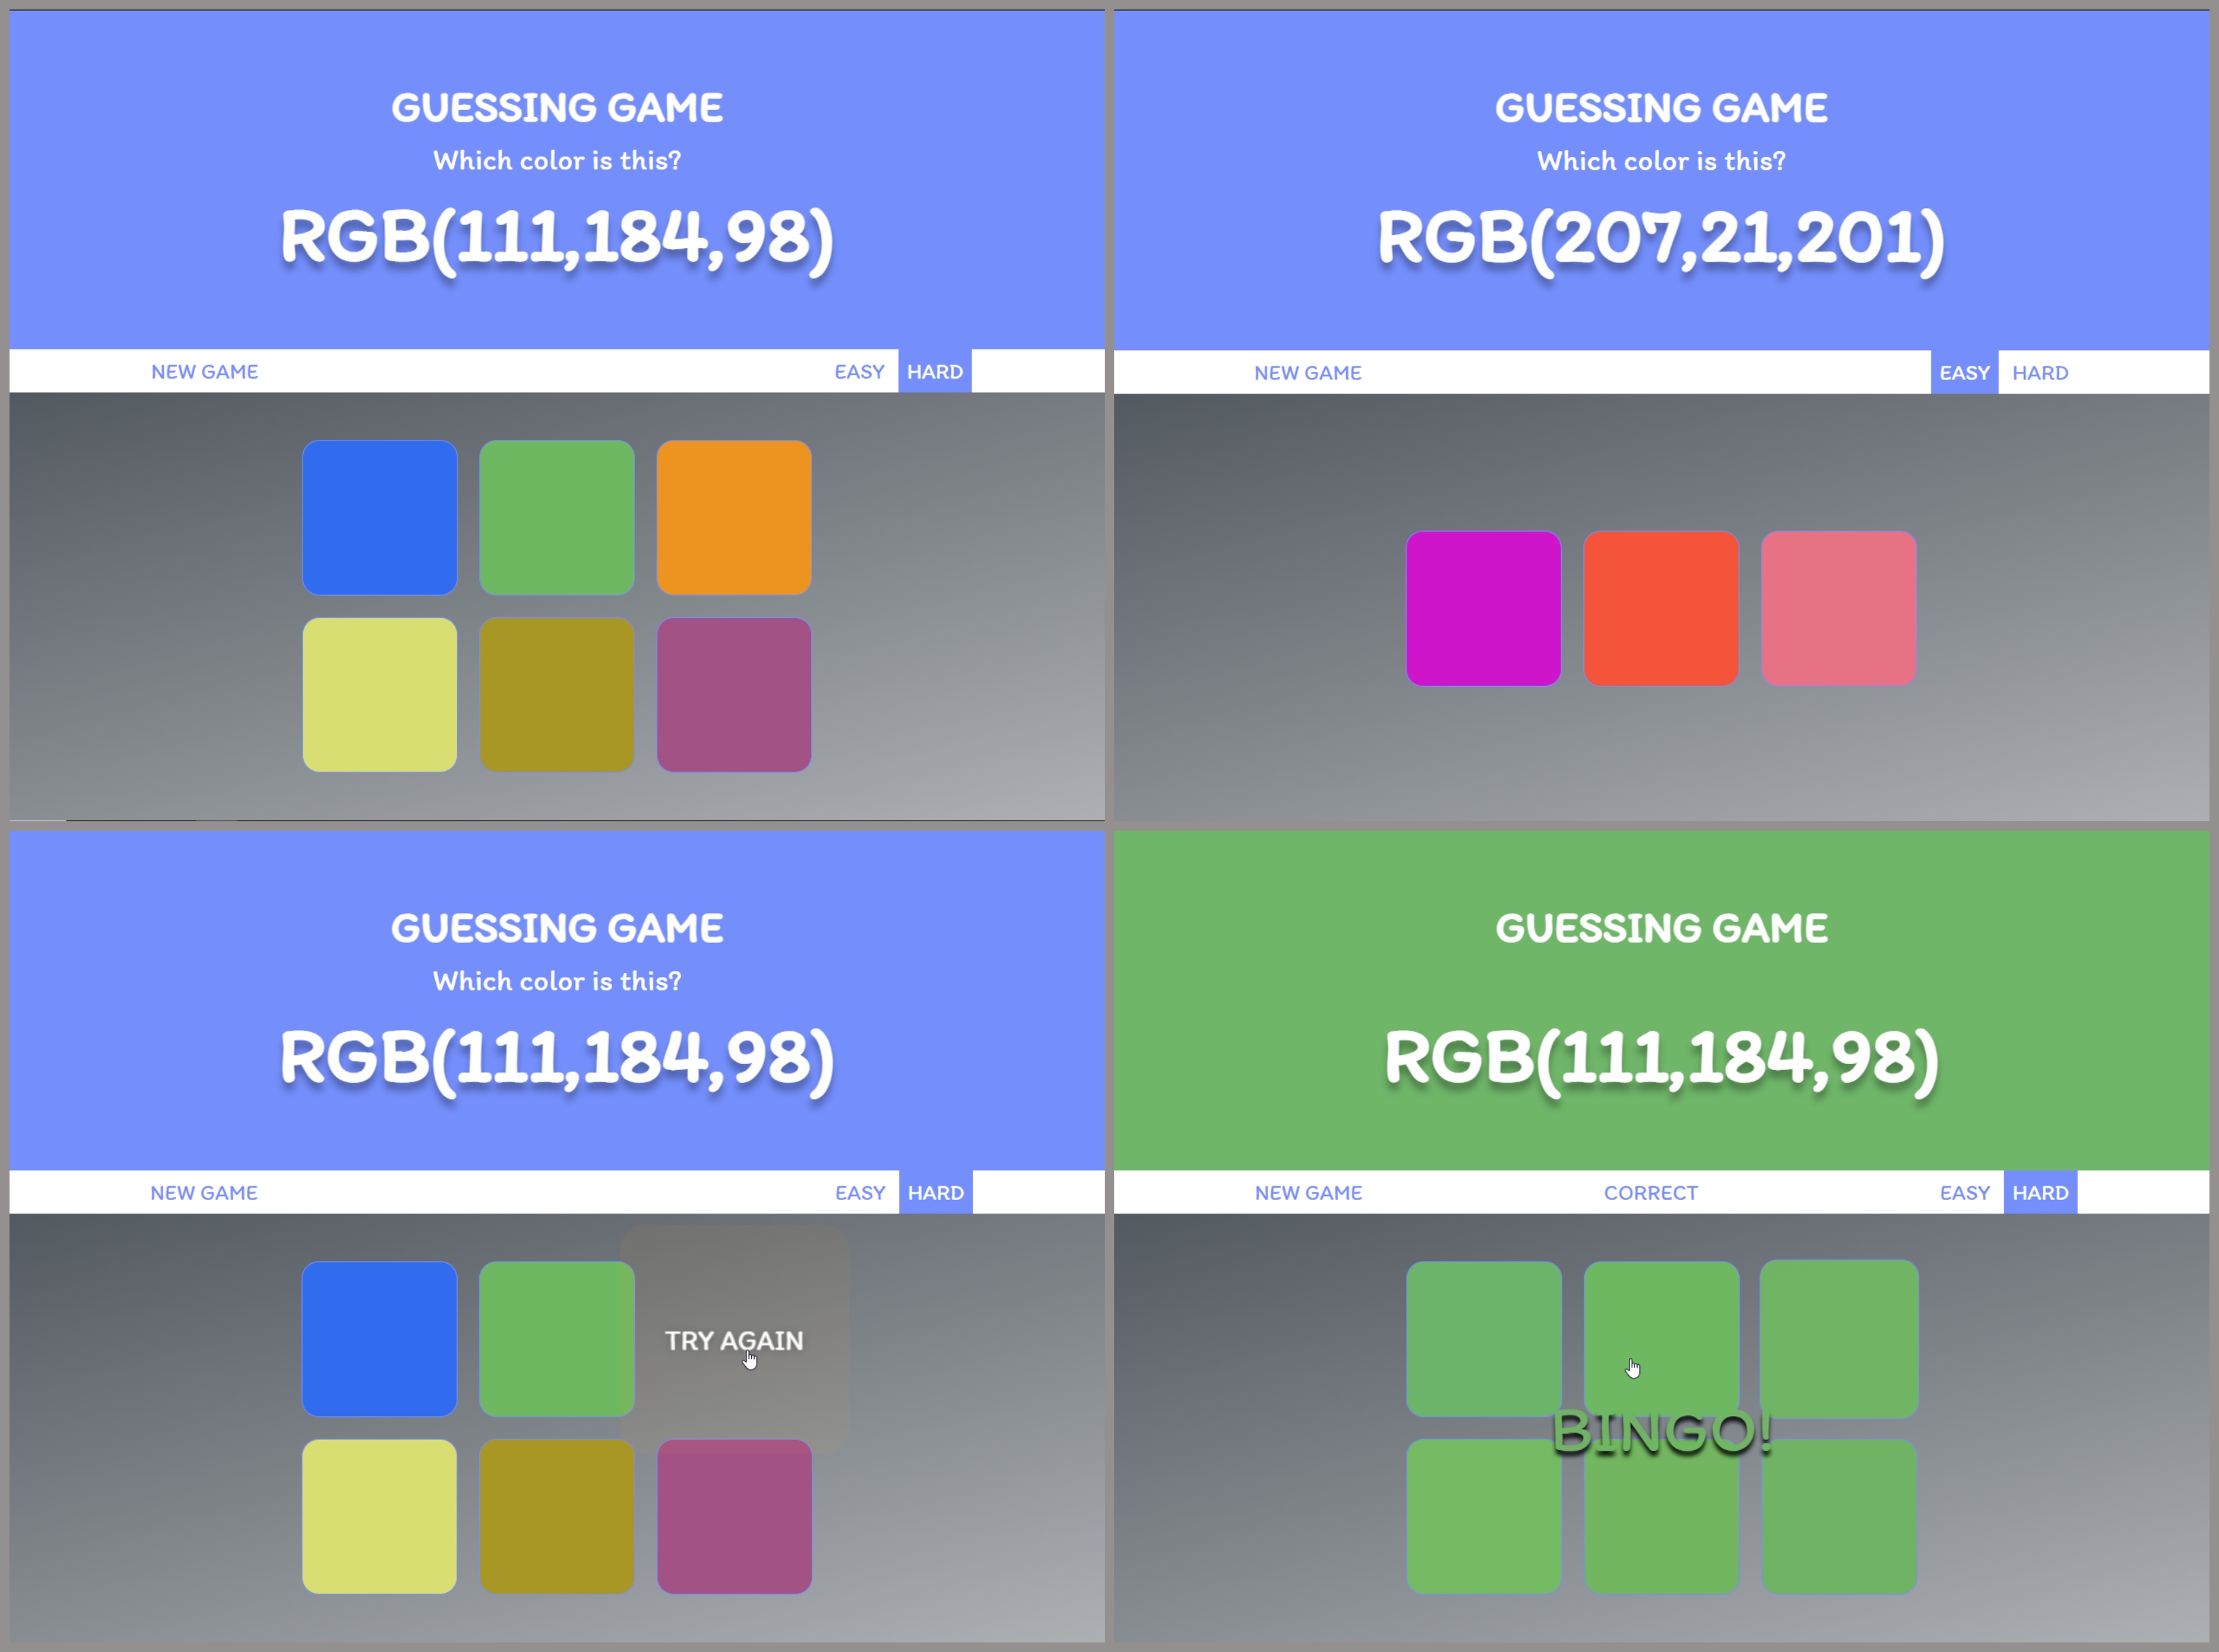 GUESSING GAME
Which color is this?
RGB(111,184,98)
NEW GAME EASY HARD
GUESSING GAME
Which color is this?
RGB(207,21,201)
NEW GAME EASY HARD
GUESSING GAME
Which color is this?
RGB(111,184,98)
NEW GAME EASY HARD
TRY AGAIN
GUESSING GAME
RGB(111,184,98)
NEW GAME CORRECT EASY HARD
BINGO!